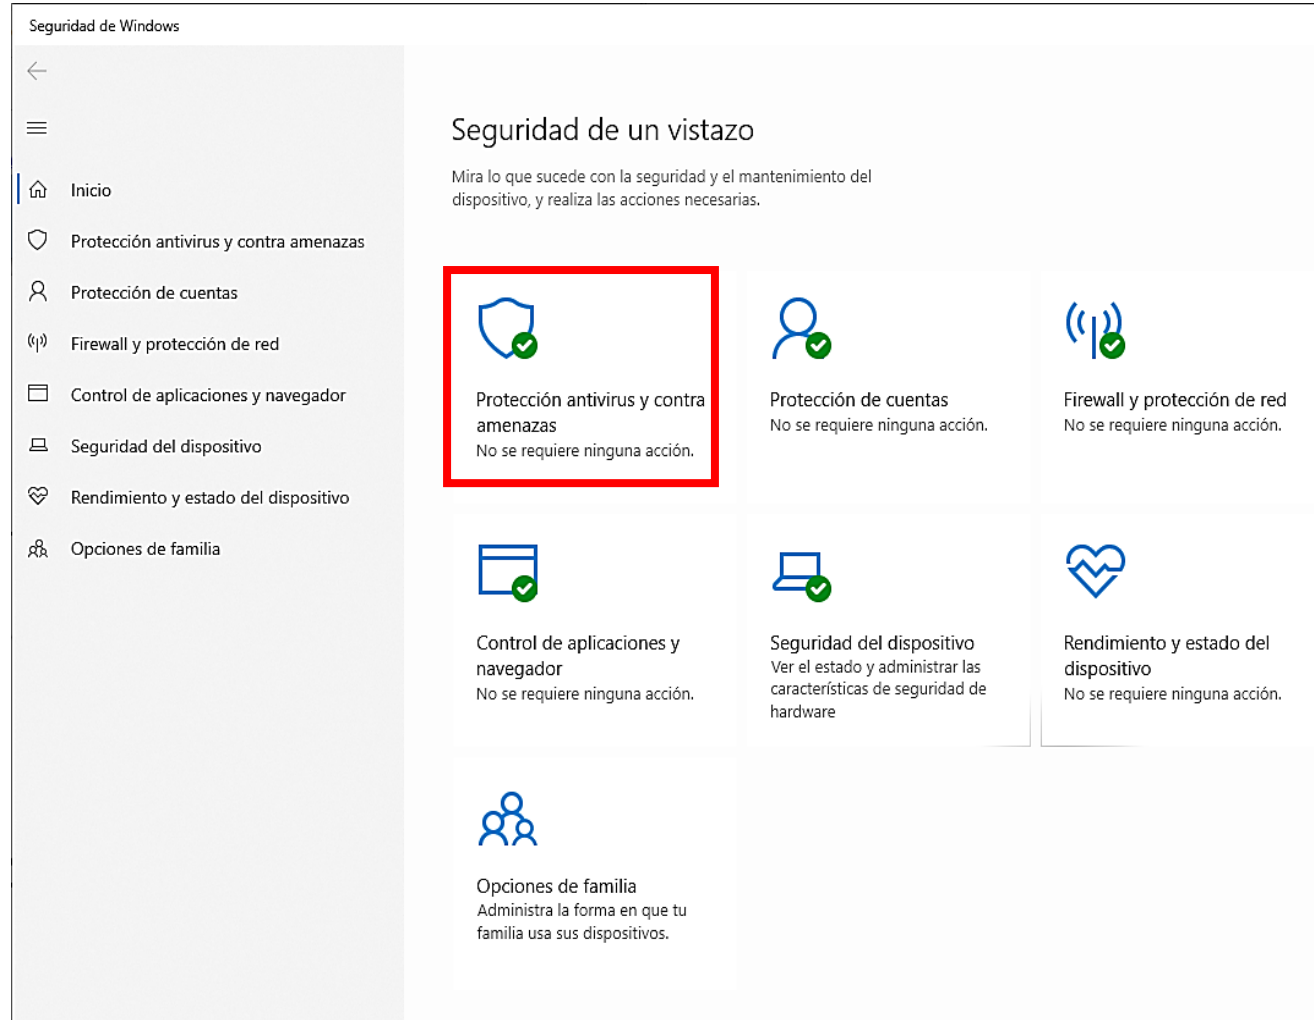 Seguridad de Windows
Inicio
Protección antivirus y contra amenazas
Protección de cuentas
Firewall y protección de red
Control de aplicaciones y navegador
Seguridad del dispositivo
Rendimiento y estado del dispositivo
Opciones de familia
Seguridad de un vistazo
Mira lo que sucede con la seguridad y el mantenimiento del
dispositivo, y realiza las acciones necesarias.
Protección antivirus y contra
amenazas
No se requiere ninguna acción.
Protección de cuentas
No se requiere ninguna acción.
Firewall y protección de red
No se requiere ninguna acción.
Control de aplicaciones y
navegador
No se requiere ninguna acción.
Seguridad del dispositivo
Ver el estado y administrar las
características de seguridad de
hardware
Rendimiento y estado del
dispositivo
No se requiere ninguna acción.
Opciones de familia
Administra la forma en que tu
familia usa sus dispositivos.